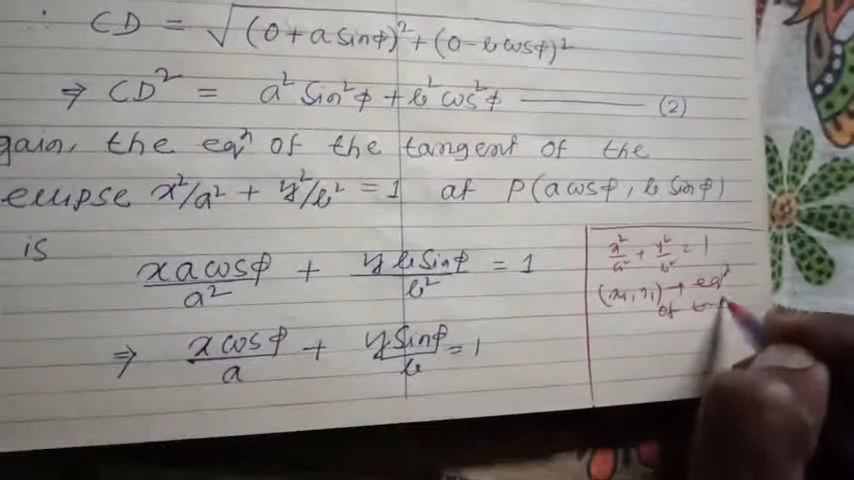 ∴ CD = √(0 + a sinφ)² + (0 - b cosφ)²
⇒ CD² = a² sin²φ + b² cos²φ ——— (2)
gain, the eqⁿ of the tangent of the
ellipse x²/a² + y²/b² = 1 at P(a cosφ, b sinφ)
is
x a cosφ / a² + y b sinφ / b² = 1
⇒ x cosφ / a + y sinφ / b = 1
x²/a² + y²/b² = 1
(x₁, y₁) → eqⁿ
of